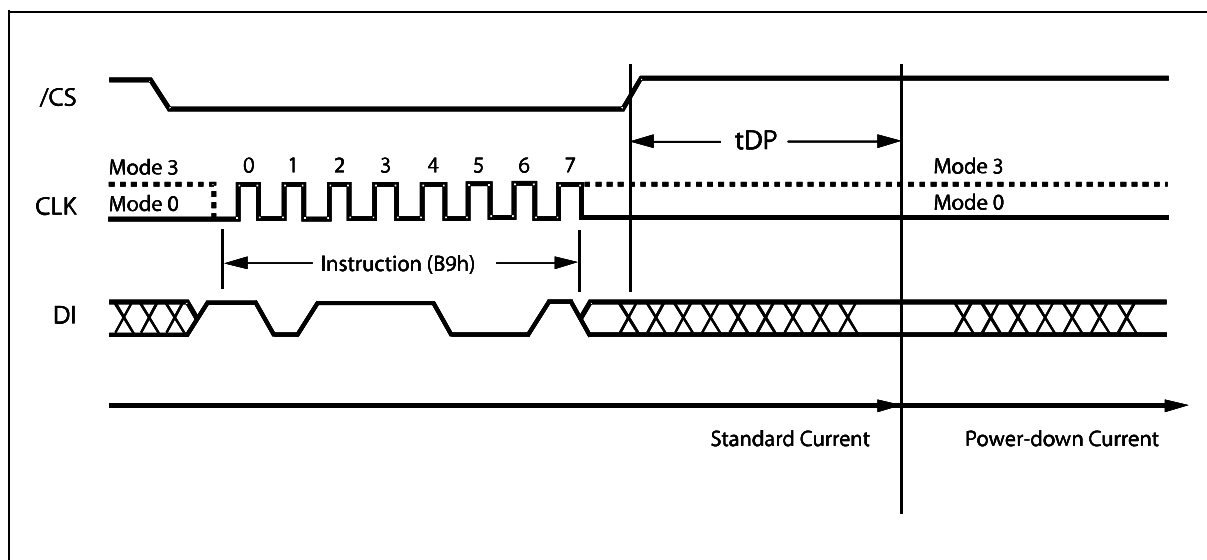 /CS
tDP
Mode 3 0 1 2 3 4 5 6 7 Mode 3
CLK
Mode 0 Mode 0
Instruction (B9h)
DI
Standard Current Power-down Current